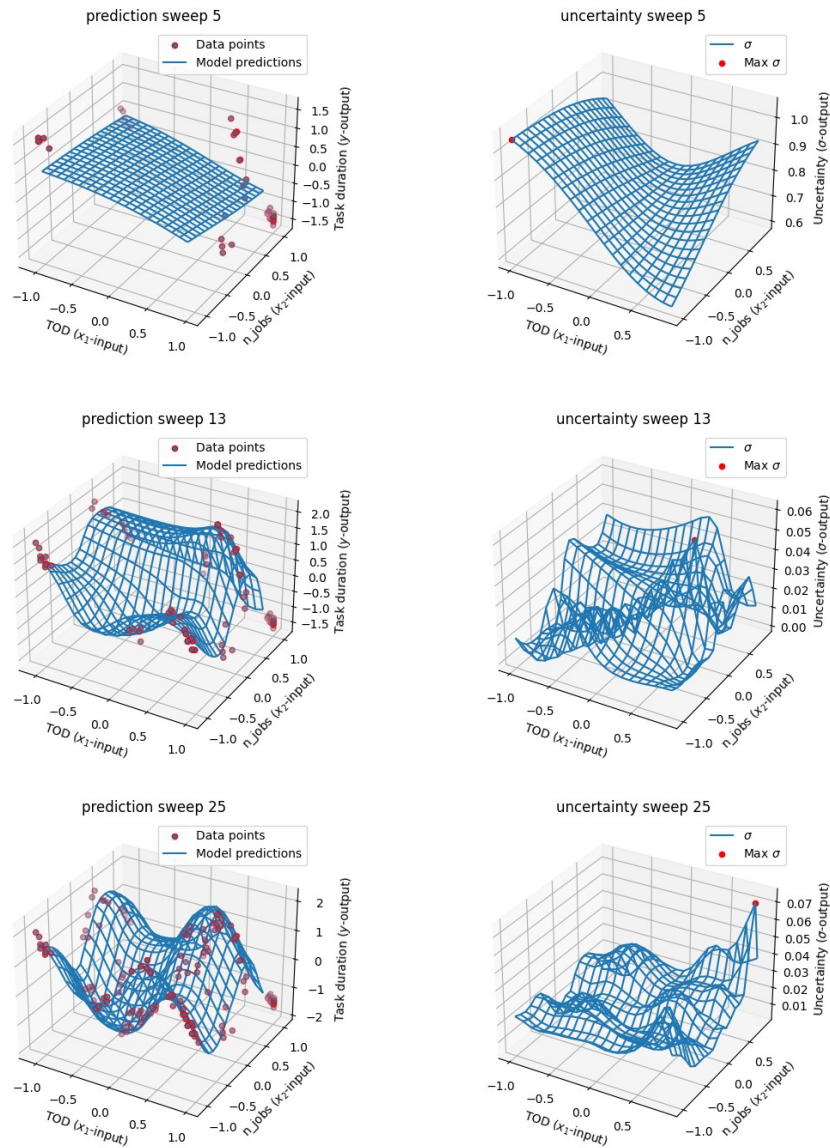 prediction sweep 5
Data points
Model predictions
1.5
1.0
0.5
0.0
−0.5
−1.0
−1.5
Task duration (y-output)
−1.0
−0.5
0.0
0.5
1.0
TOD (x₁-input)
−1.0
−0.5
0.0
0.5
1.0
n_jobs (x₂-input)
uncertainty sweep 5
σ
Max σ
1.0
0.9
0.8
0.7
0.6
Uncertainty (σ-output)
−1.0
−0.5
0.0
0.5
TOD (x₁-input)
−1.0
−0.5
0.0
0.5
n_jobs (x₂-input)
prediction sweep 13
Data points
Model predictions
2.0
1.5
1.0
0.5
0.0
−0.5
−1.0
−1.5
Task duration (y-output)
−1.0
−0.5
0.0
0.5
1.0
TOD (x₁-input)
−1.0
−0.5
0.0
0.5
1.0
n_jobs (x₂-input)
uncertainty sweep 13
σ
Max σ
0.06
0.05
0.04
0.03
0.02
0.01
0.00
Uncertainty (σ-output)
−1.0
−0.5
0.0
0.5
TOD (x₁-input)
−1.0
−0.5
0.0
0.5
n_jobs (x₂-input)
prediction sweep 25
Data points
Model predictions
2
1
0
−1
−2
Task duration (y-output)
−1.0
−0.5
0.0
0.5
1.0
TOD (x₁-input)
−1.0
−0.5
0.0
0.5
1.0
n_jobs (x₂-input)
uncertainty sweep 25
σ
Max σ
0.07
0.06
0.05
0.04
0.03
0.02
0.01
Uncertainty (σ-output)
−1.0
−0.5
0.0
0.5
TOD (x₁-input)
−1.0
−0.5
0.0
0.5
n_jobs (x₂-input)